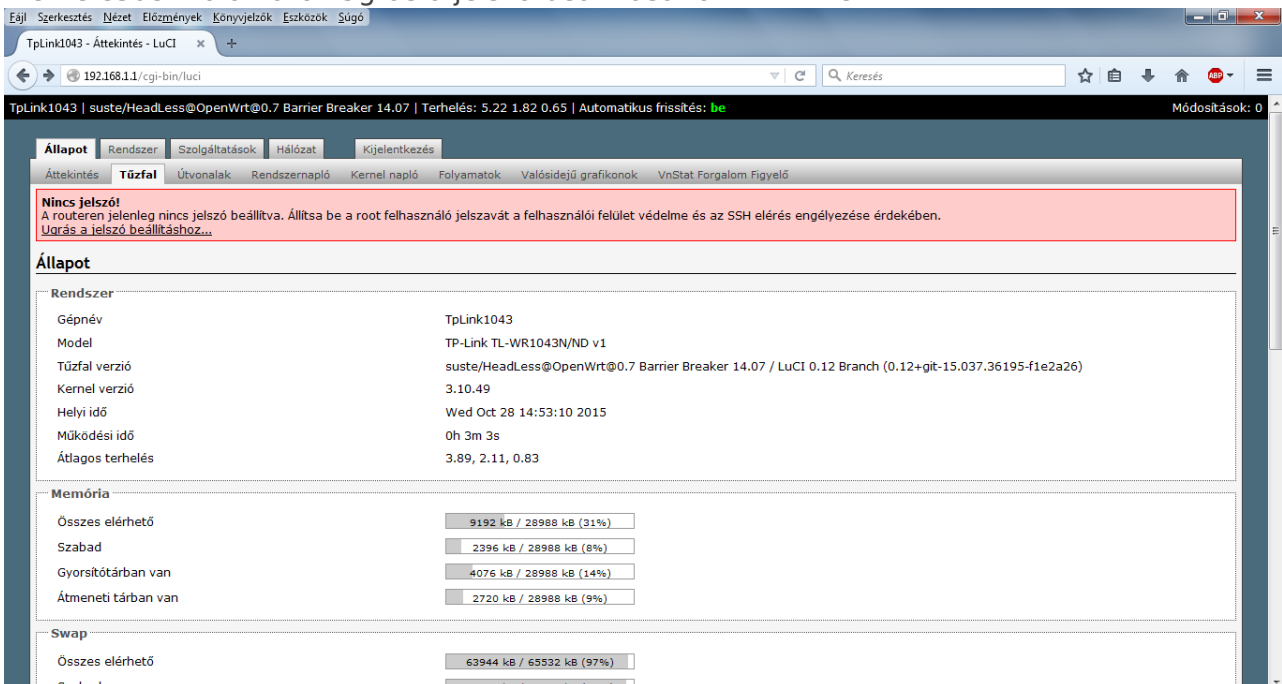 Fájl Szerkesztés Nézet Előzmények Könyvjelzők Eszközök Súgó
TpLink1043 - Áttekintés - LuCI
192.168.1.1/cgi-bin/luci
Keresés
ABP
TpLink1043 | suste/HeadLess@OpenWrt@0.7 Barrier Breaker 14.07 | Terhelés: 5.22 1.82 0.65 | Automatikus frissítés: be
Módosítások: 0
Állapot Rendszer Szolgáltatások Hálózat Kijelentkezés
Áttekintés Tűzfal Útvonalak Rendszernapló Kernel napló Folyamatok Valósidejű grafikonok VnStat Forgalom Figyelő
Nincs jelszó!
A routeren jelenleg nincs jelszó beállítva. Állítsa be a root felhasználó jelszavát a felhasználói felület védelme és az SSH elérés engélyezése érdekében.
Ugrás a jelszó beállításhoz...
Állapot
Rendszer
Gépnév TpLink1043
Model TP-Link TL-WR1043N/ND v1
Tűzfal verzió suste/HeadLess@OpenWrt@0.7 Barrier Breaker 14.07 / LuCI 0.12 Branch (0.12+git-15.037.36195-f1e2a26)
Kernel verzió 3.10.49
Helyi idő Wed Oct 28 14:53:10 2015
Működési idő 0h 3m 3s
Átlagos terhelés 3.89, 2.11, 0.83
Memória
Összes elérhető 9192 kB / 28988 kB (31%)
Szabad 2396 kB / 28988 kB (8%)
Gyorsítótárban van 4076 kB / 28988 kB (14%)
Átmeneti tárban van 2720 kB / 28988 kB (9%)
Swap
Összes elérhető 63944 kB / 65532 kB (97%)